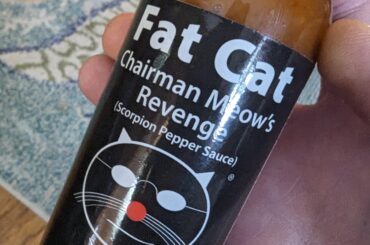 Fat Cat
Chairman Meow's
Revenge
(Scorpion Pepper Sauce)
®